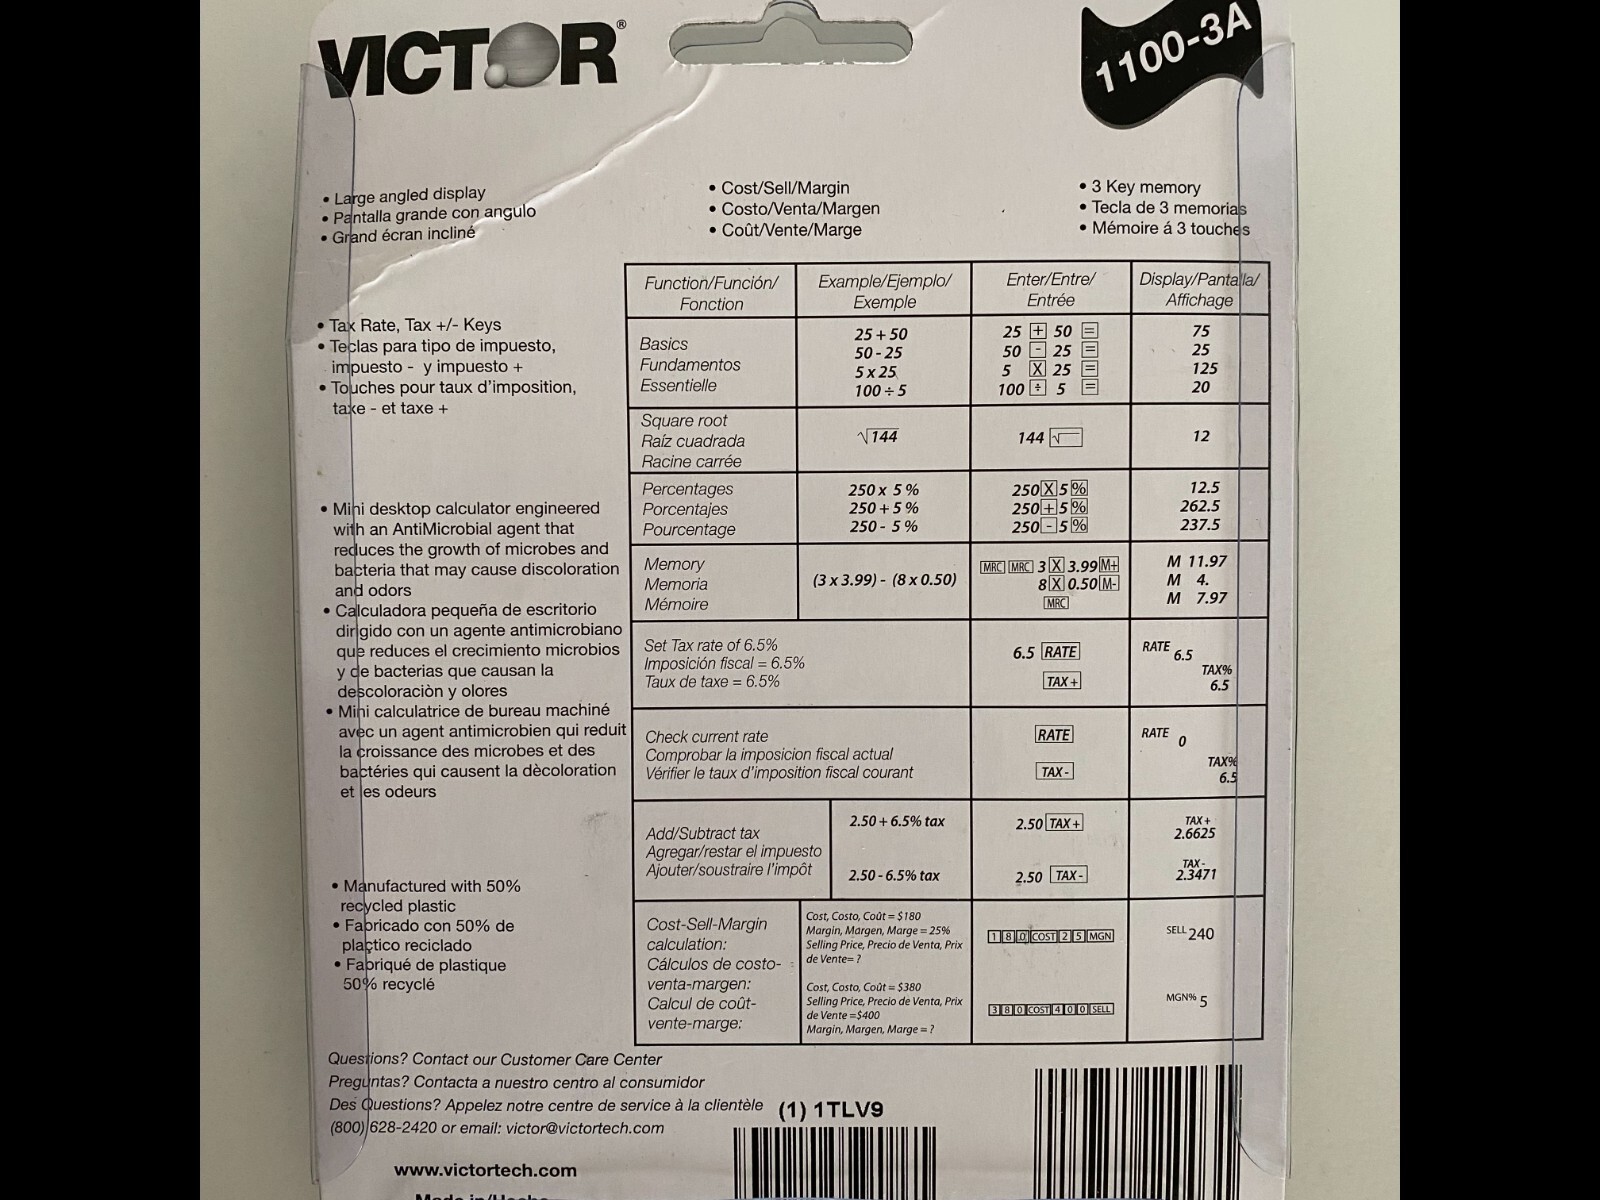 VICTOR®
1100-3A
• Large angled display
• Pantalla grande con angulo
• Grand écran incliné
• Cost/Sell/Margin
• Costo/Venta/Margen
• Coût/Vente/Marge
• 3 Key memory
• Tecla de 3 memorias
• Mémoire á 3 touches
• Tax Rate, Tax +/- Keys
• Teclas para tipo de impuesto,
impuesto - y impuesto +
• Touches pour taux d'imposition,
taxe - et taxe +
• Mini desktop calculator engineered
with an AntiMicrobial agent that
reduces the growth of microbes and
bacteria that may cause discoloration
and odors
• Calculadora pequeña de escritorio
dirigido con un agente antimicrobiano
que reduces el crecimiento microbios
y de bacterias que causan la
descoloraciòn y olores
• Mini calculatrice de bureau machiné
avec un agent antimicrobien qui reduit
la croissance des microbes et des
bactéries qui causent la dècoloration
et les odeurs
• Manufactured with 50%
recycled plastic
• Fabricado con 50% de
plactico reciclado
• Fabriqué de plastique
50% recyclé
Function/Función/
Fonction
Example/Ejemplo/
Exemple
Enter/Entre/
Entrée
Display/Pantalla/
Affichage
Basics
Fundamentos
Essentielle
25 + 50
50 - 25
5 x 25
100 ÷ 5
25 + 50 =
50 - 25 =
5 X 25 =
100 ÷ 5 =
75
25
125
20
Square root
Raíz cuadrada
Racine carrée
√144
144 √
12
Percentages
Porcentajes
Pourcentage
250 x 5 %
250 + 5 %
250 - 5 %
250 X 5 %
250 + 5 %
250 - 5 %
12.5
262.5
237.5
Memory
Memoria
Mémoire
(3 x 3.99) - (8 x 0.50)
MRC MRC 3 X 3.99 M+
8 X 0.50 M-
MRC
M 11.97
M 4.
M 7.97
Set Tax rate of 6.5%
Imposición fiscal = 6.5%
Taux de taxe = 6.5%
6.5 RATE
TAX +
RATE 6.5
TAX%
6.5
Check current rate
Comprobar la imposicion fiscal actual
Vérifier le taux d'imposition fiscal courant
RATE
TAX -
RATE 0
TAX%
6.5
Add/Subtract tax
Agregar/restar el impuesto
Ajouter/soustraire l'impôt
2.50 + 6.5% tax
2.50 - 6.5% tax
2.50 TAX +
2.50 TAX -
TAX +
2.6625
TAX -
2.3471
Cost-Sell-Margin
calculation:
Cálculos de costo-
venta-margen:
Calcul de coût-
vente-marge:
Cost, Costo, Coût = $180
Margin, Margen, Marge = 25%
Selling Price, Precio de Venta, Prix
de Vente= ?
Cost, Costo, Coût = $380
Selling Price, Precio de Venta, Prix
de Vente =$400
Margin, Margen, Marge = ?
1 8 0 COST 2 5 MGN
3 8 0 COST 4 0 0 SELL
SELL 240
MGN% 5
Questions? Contact our Customer Care Center
Preguntas? Contacta a nuestro centro al consumidor
Des Questions? Appelez notre centre de service à la clientèle
(800) 628-2420 or email: victor@victortech.com
(1) 1TLV9
www.victortech.com